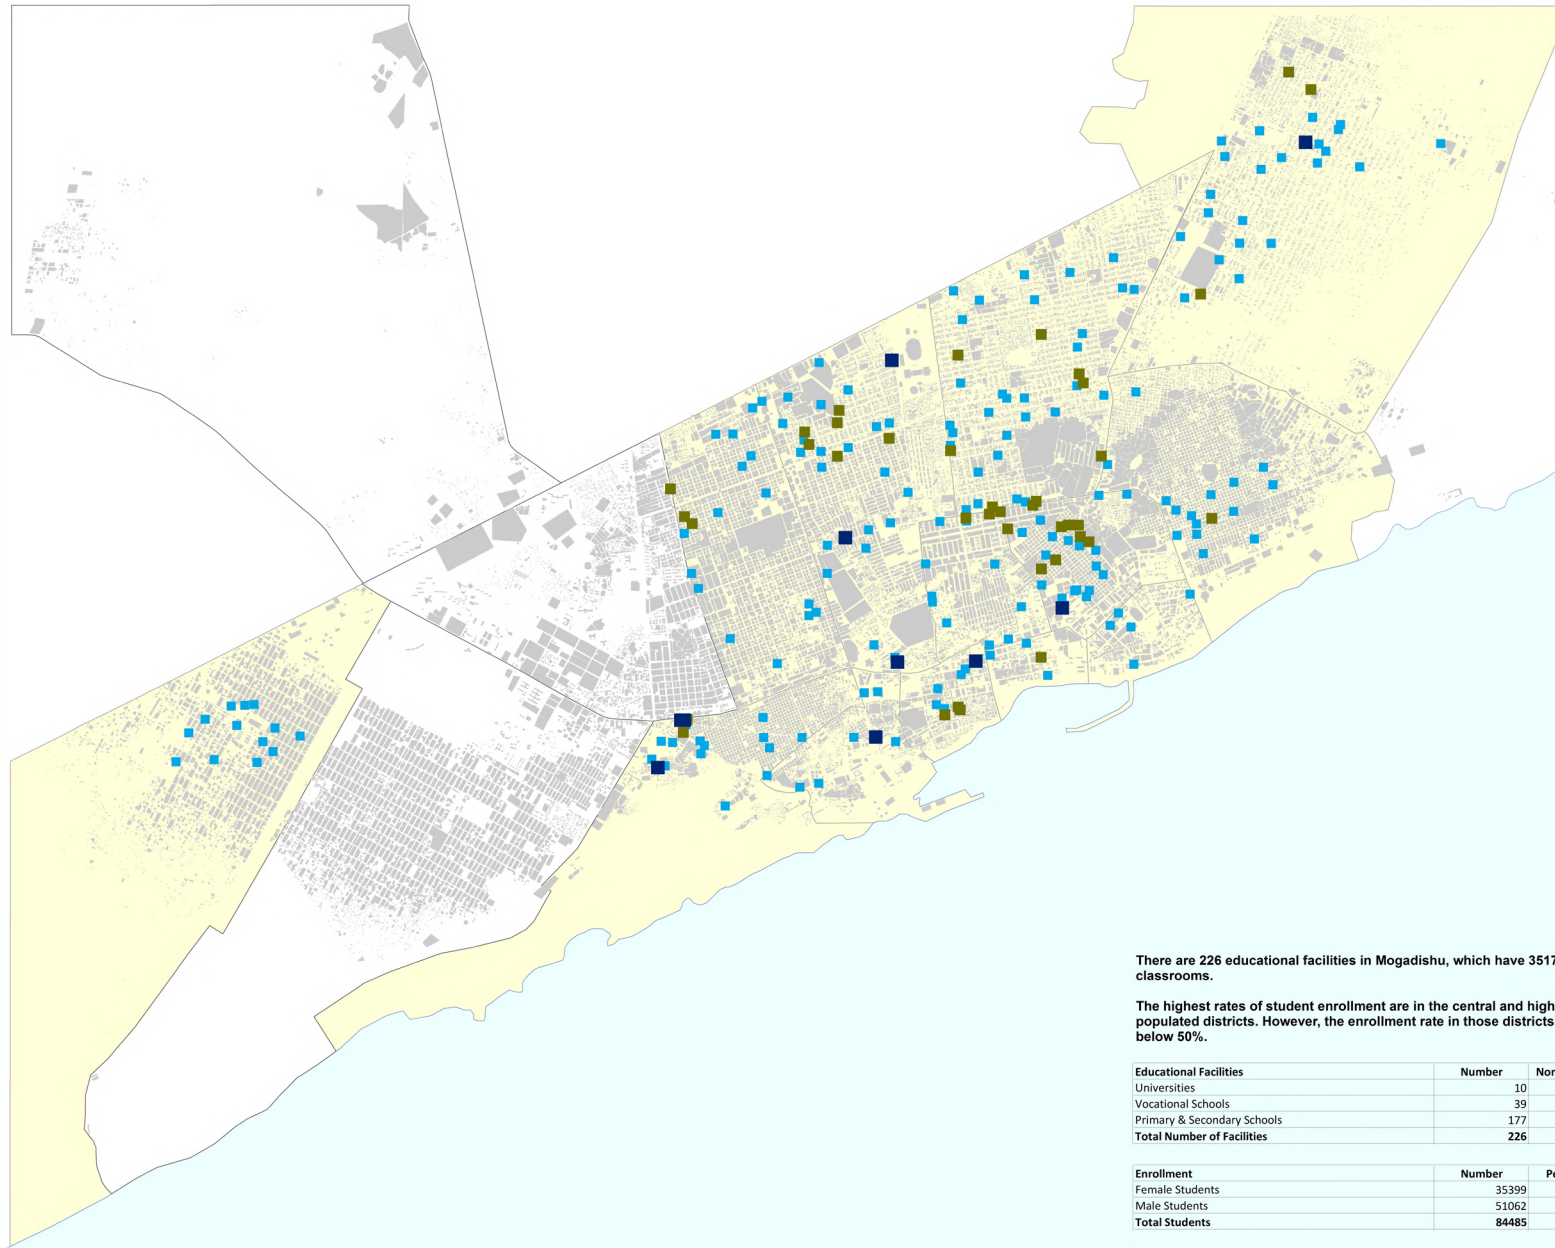 There are 226 educational facilities in Mogadishu, which have 3517
classrooms.
The highest rates of student enrollment are in the central and high
populated districts. However, the enrollment rate in those districts
below 50%.
Educational Facilities Number Nor
Universities 10
Vocational Schools 39
Primary & Secondary Schools 177
Total Number of Facilities 226
Enrollment Number Pe
Female Students 35399
Male Students 51062
Total Students 84485